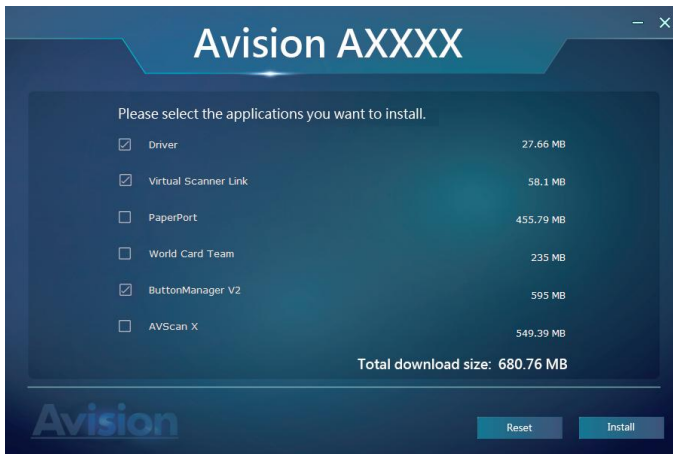 Avision AXXXX
Please select the applications you want to install.
Driver 27.66 MB
Virtual Scanner Link 58.1 MB
PaperPort 455.79 MB
World Card Team 235 MB
ButtonManager V2 595 MB
AVScan X 549.39 MB
Total download size: 680.76 MB
Avision
Reset Install